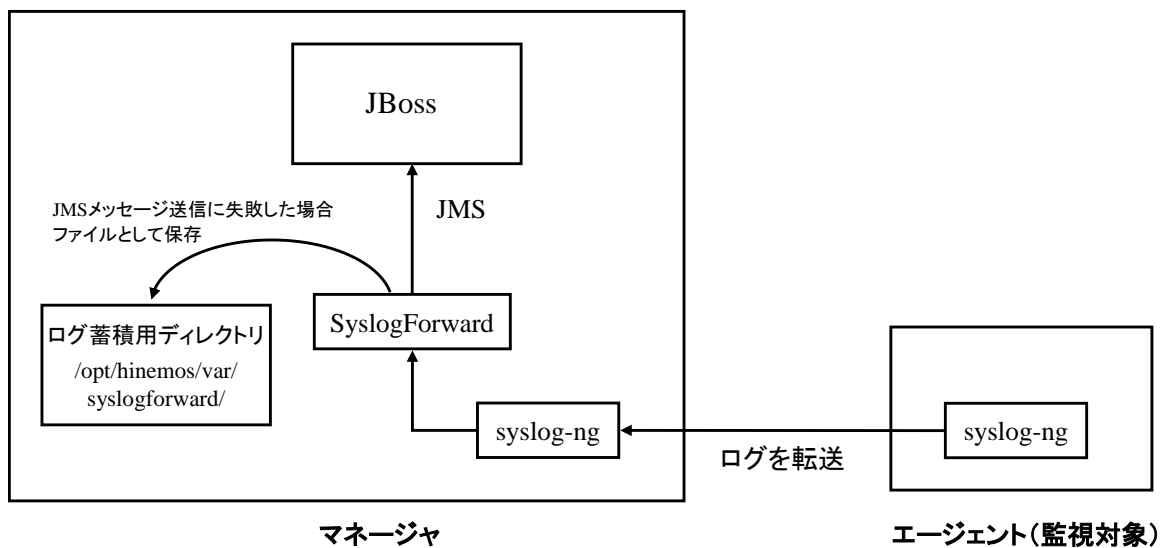 JBoss
JMSメッセージ送信に失敗した場合
ファイルとして保存
JMS
ログ蓄積用ディレクトリ
/opt/hinemos/var/
syslogforward/
SyslogForward
syslog-ng
ログを転送
syslog-ng
マネージャ
エージェント(監視対象)